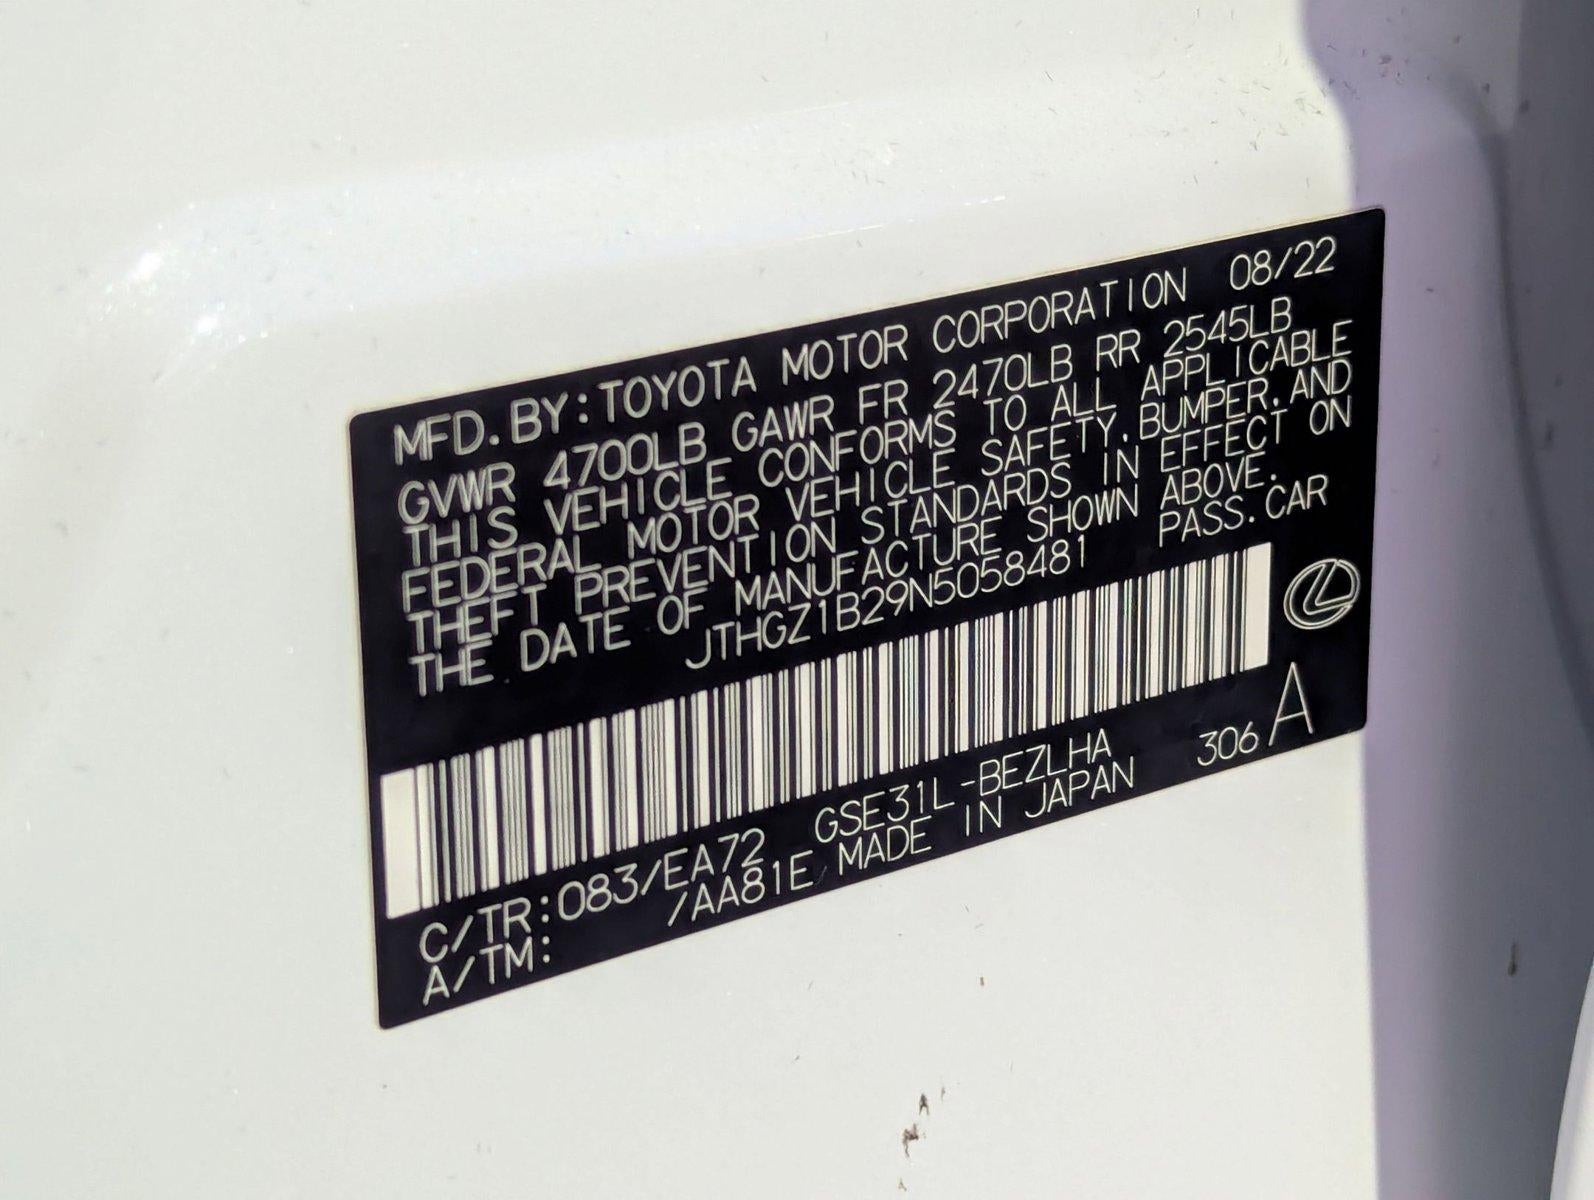 MFD. BY: TOYOTA MOTOR CORPORATION 08/22
GVWR 4700LB GAWR FR 2470LB RR 2545LB
THIS VEHICLE CONFORMS TO ALL APPLICABLE
FEDERAL MOTOR VEHICLE SAFETY, BUMPER, AND
THEFT PREVENTION STANDARDS IN EFFECT ON
THE DATE OF MANUFACTURE SHOWN ABOVE.
JTHGZ1B29N5058481 PASS. CAR
C/TR: 083/EA72 GSE31L-BEZLHA 306 A
A/TM: /AA81E MADE IN JAPAN